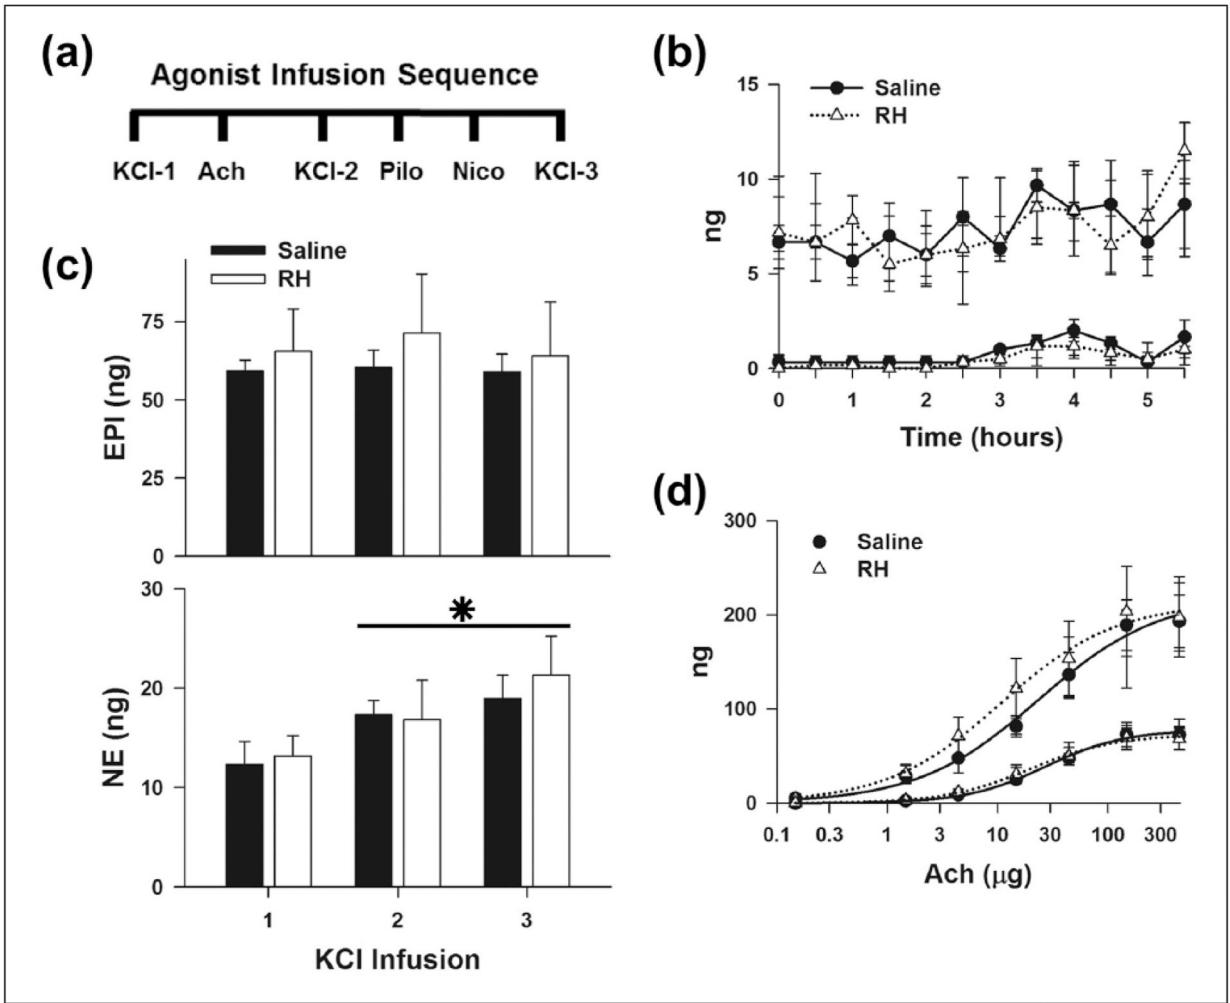 (a)
Agonist Infusion Sequence
KCl-1 Ach KCl-2 Pilo Nico KCl-3
(b)
Saline
RH
15
10
5
0
ng
0 1 2 3 4 5
Time (hours)
(c)
Saline
RH
75
50
25
0
EPI (ng)
30
20
10
0
NE (ng)
1 2 3
KCl Infusion
(d)
300
200
100
0
ng
Saline
RH
0.1 0.3 1 3 10 30 100 300
Ach (μg)